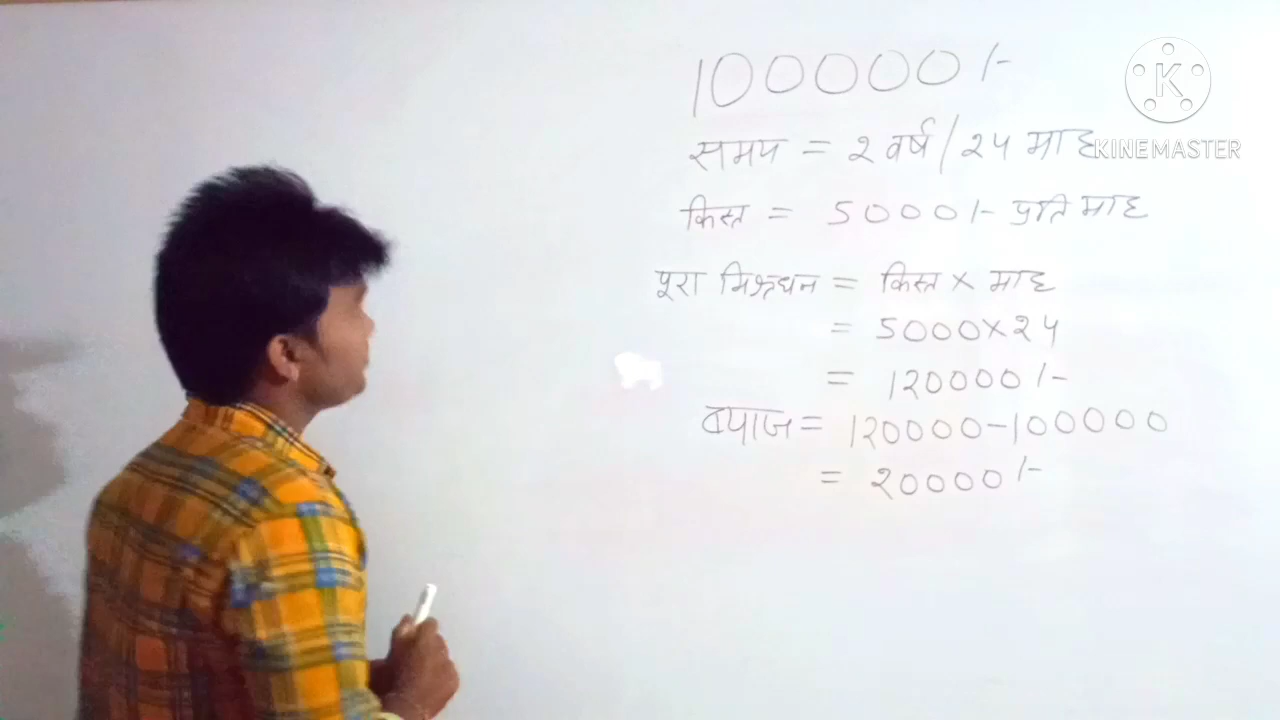 100000/-
समय = 2 वर्ष/24 माह
किस्त = 5000/- प्रति माह
पूरा मिश्रधन = किस्त × माह
= 5000×24
= 120000/-
ब्याज = 120000-100000
= 20000/-
K
KINEMASTER